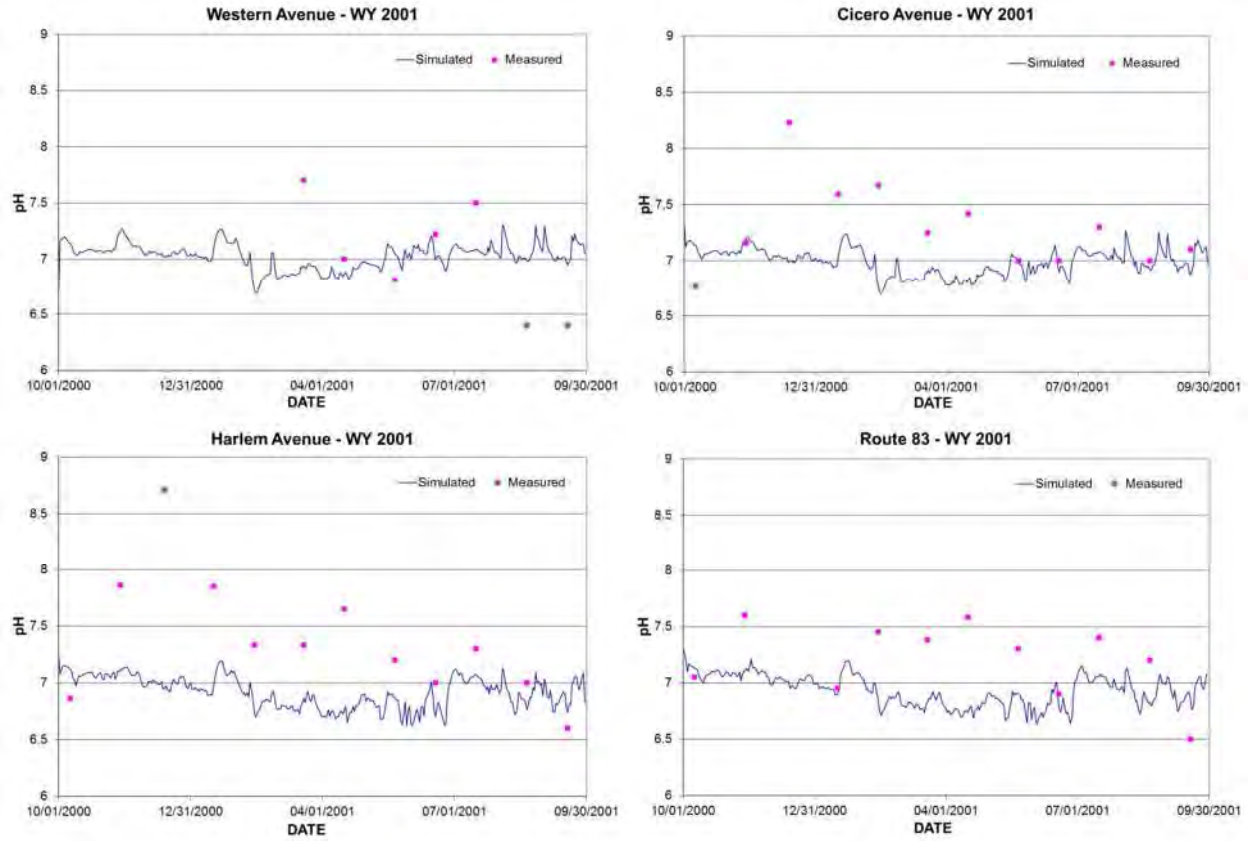 Western Avenue - WY 2001
9
8.5
8
7.5
7
6.5
6
pH
Simulated Measured
10/01/2000 12/31/2000 04/01/2001 07/01/2001 09/30/2001
DATE
Cicero Avenue - WY 2001
9
8.5
8
7.5
7
6.5
6
pH
Simulated Measured
10/01/2000 12/31/2000 04/01/2001 07/01/2001 09/30/2001
DATE
Harlem Avenue - WY 2001
9
8.5
8
7.5
7
6.5
6
pH
Simulated Measured
10/01/2000 12/31/2000 04/01/2001 07/01/2001 09/30/2001
DATE
Route 83 - WY 2001
9
8.5
8
7.5
7
6.5
6
pH
Simulated Measured
10/01/2000 12/31/2000 04/01/2001 07/01/2001 09/30/2001
DATE